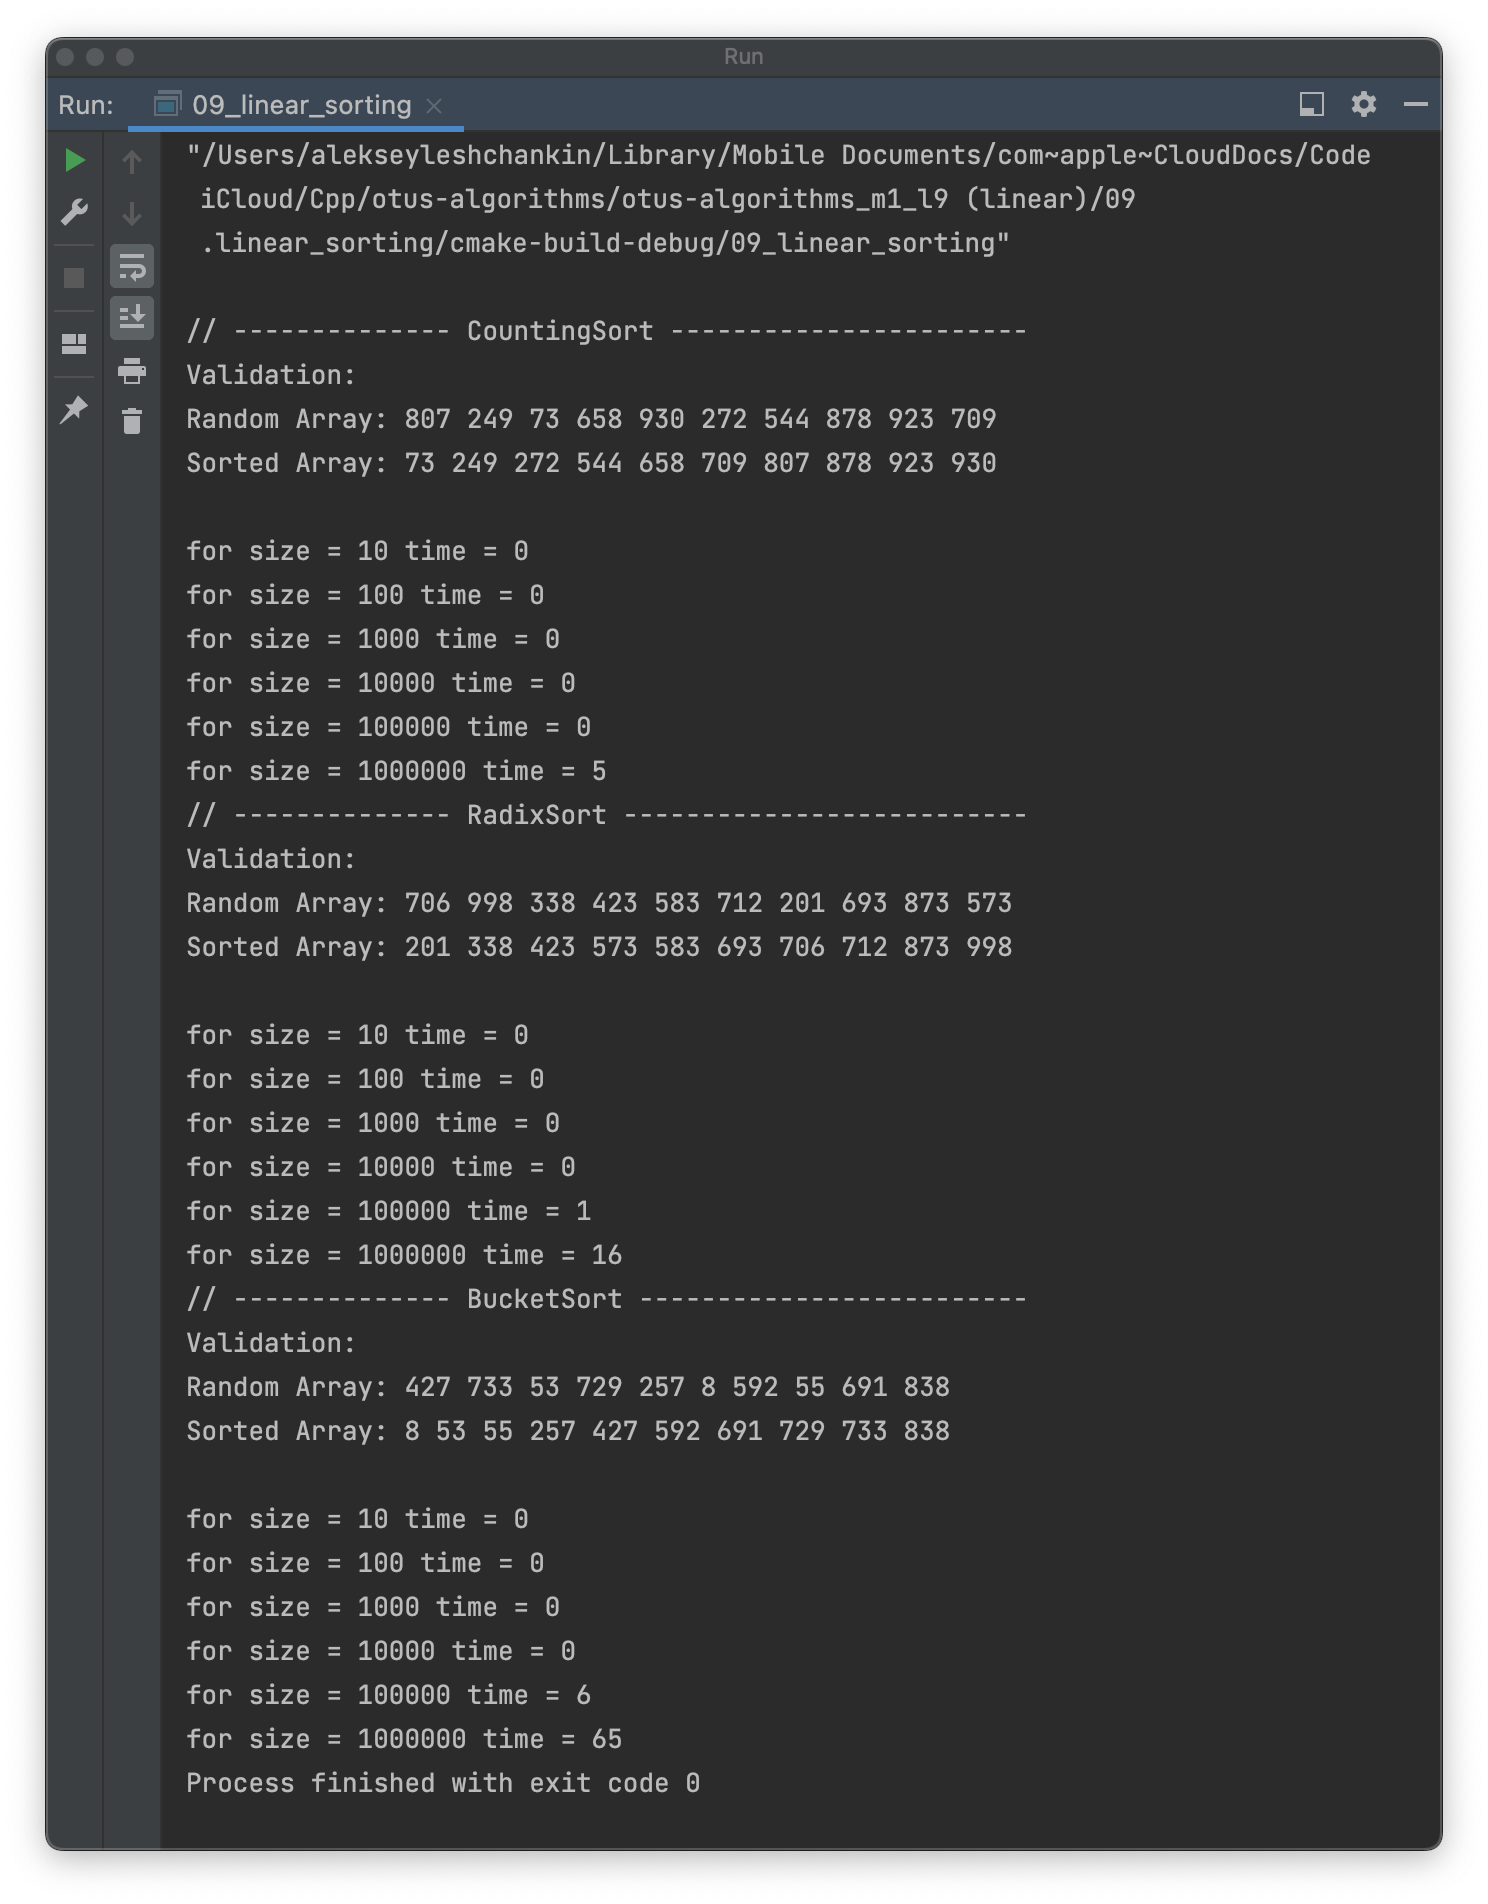 Run
Run: 09_linear_sorting
"/Users/alekseyleshchankin/Library/Mobile Documents/com~apple~CloudDocs/Code
iCloud/Cpp/otus-algorithms/otus-algorithms_m1_l9 (linear)/09
.linear_sorting/cmake-build-debug/09_linear_sorting"
// -------------- CountingSort -----------------------
Validation:
Random Array: 807 249 73 658 930 272 544 878 923 709
Sorted Array: 73 249 272 544 658 709 807 878 923 930
for size = 10 time = 0
for size = 100 time = 0
for size = 1000 time = 0
for size = 10000 time = 0
for size = 100000 time = 0
for size = 1000000 time = 5
// -------------- RadixSort --------------------------
Validation:
Random Array: 706 998 338 423 583 712 201 693 873 573
Sorted Array: 201 338 423 573 583 693 706 712 873 998
for size = 10 time = 0
for size = 100 time = 0
for size = 1000 time = 0
for size = 10000 time = 0
for size = 100000 time = 1
for size = 1000000 time = 16
// -------------- BucketSort -------------------------
Validation:
Random Array: 427 733 53 729 257 8 592 55 691 838
Sorted Array: 8 53 55 257 427 592 691 729 733 838
for size = 10 time = 0
for size = 100 time = 0
for size = 1000 time = 0
for size = 10000 time = 0
for size = 100000 time = 6
for size = 1000000 time = 65
Process finished with exit code 0